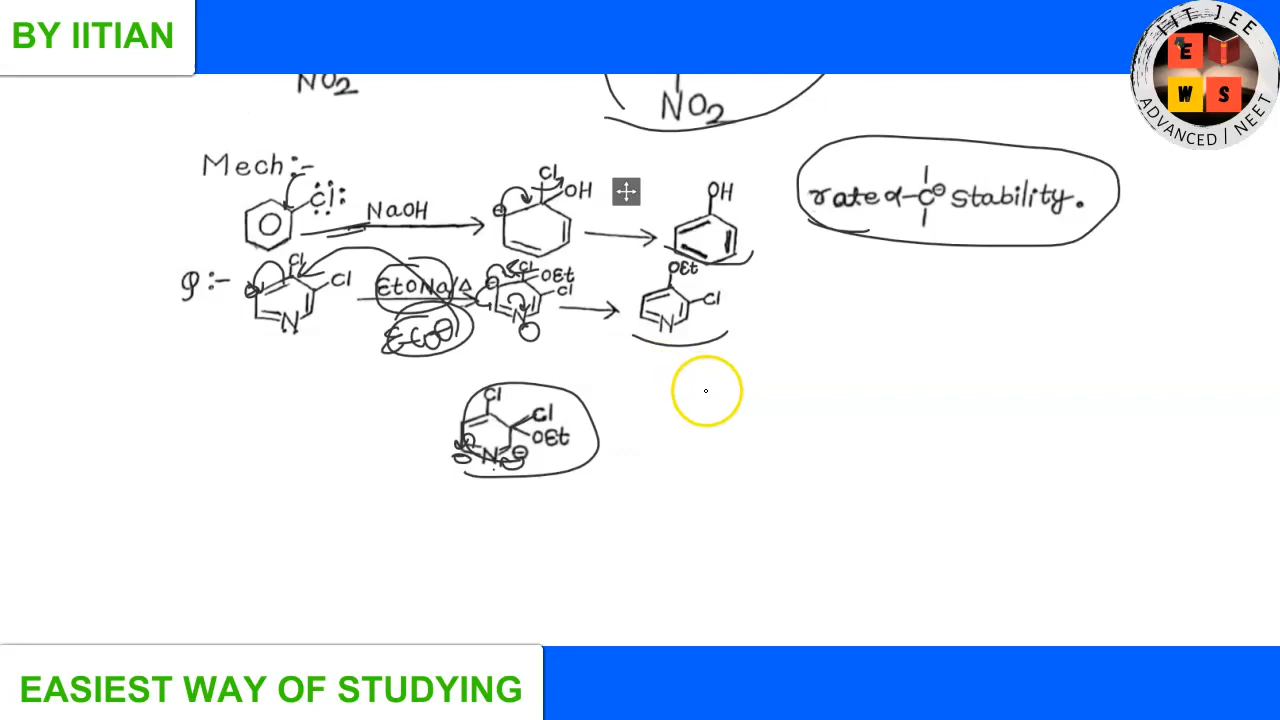 BY IITIAN
IIT JEE
E
W S
ADVANCED | NEET
NO2
NO2
Mech :-
Cl
NaOH
Cl
OH
OH
rate α -C⊖ stability.
Q :-
Cl
Cl
N
EtONa/Δ
Cl
OEt
Cl
N
OEt
Cl
N
Cl
Cl
OEt
N
EASIEST WAY OF STUDYING